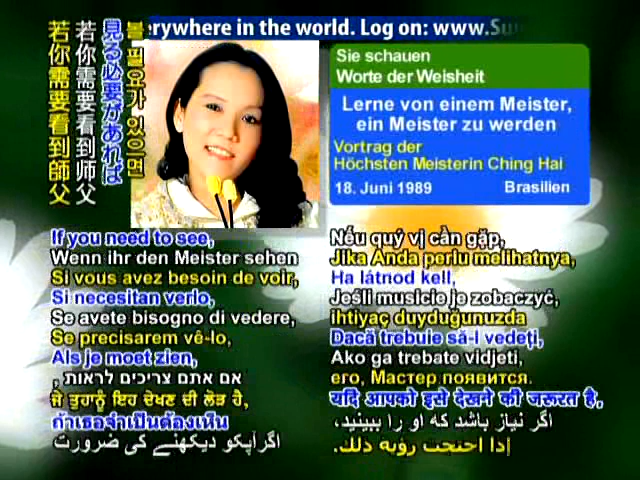 erywhere in the world. Log on: www.Su
볼 필요가 있으면
見る必要があれば
若你需要看到师父
若你需要看到師父
Sie schauen
Worte der Weisheit
Lerne von einem Meister,
ein Meister zu werden
Vortrag der
Höchsten Meisterin Ching Hai
18. Juni 1989 Brasilien
If you need to see,
Wenn ihr den Meister sehen
Si vous avez besoin de voir,
Si necesitan verlo,
Se avete bisogno di vedere,
Se precisarem vê-lo,
Als je moet zien,
אם אתם צריכים לראות,
ਜੇ ਤੁਹਾਨੂੰ ਇਹ ਦੇਖਣ ਦੀ ਲੋੜ ਹੈ,
ถ้าเธอจำเป็นต้องเห็น
اگرآپکو دیکھنے کی ضرورت
Nếu quý vị cần gặp,
Jika Anda perlu melihatnya,
Ha látnod kell,
Jeśli musicie je zobaczyć,
ihtiyaç duyduğunuzda
Dacă trebuie să-l vedeţi,
Ako ga trebate vidjeti,
его, Мастер появится.
यदि आपको इसे देखने की जरूरत है,
اگر نیاز باشد که او را ببینید،
إذا احتجت رؤية ذلك.